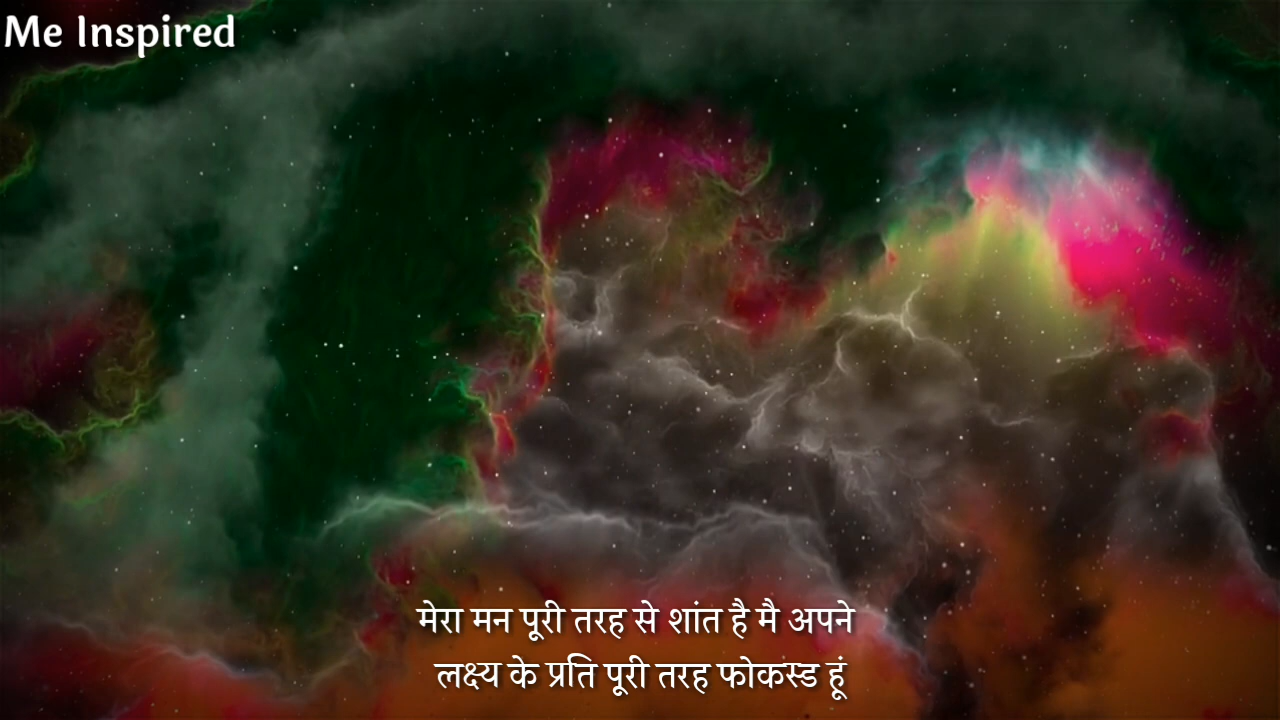 Me Inspired
मेरा मन पूरी तरह से शांत है मै अपने
लक्ष्य के प्रति पूरी तरह फोकस्ड हूं